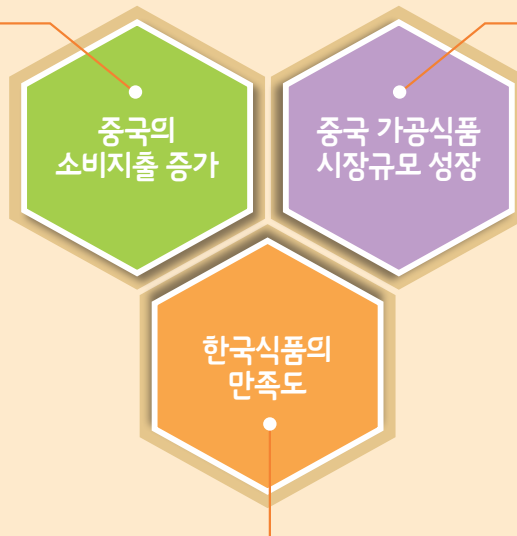 중국의
소비지출 증가
중국 가공식품
시장규모 성장
한국식품의
만족도